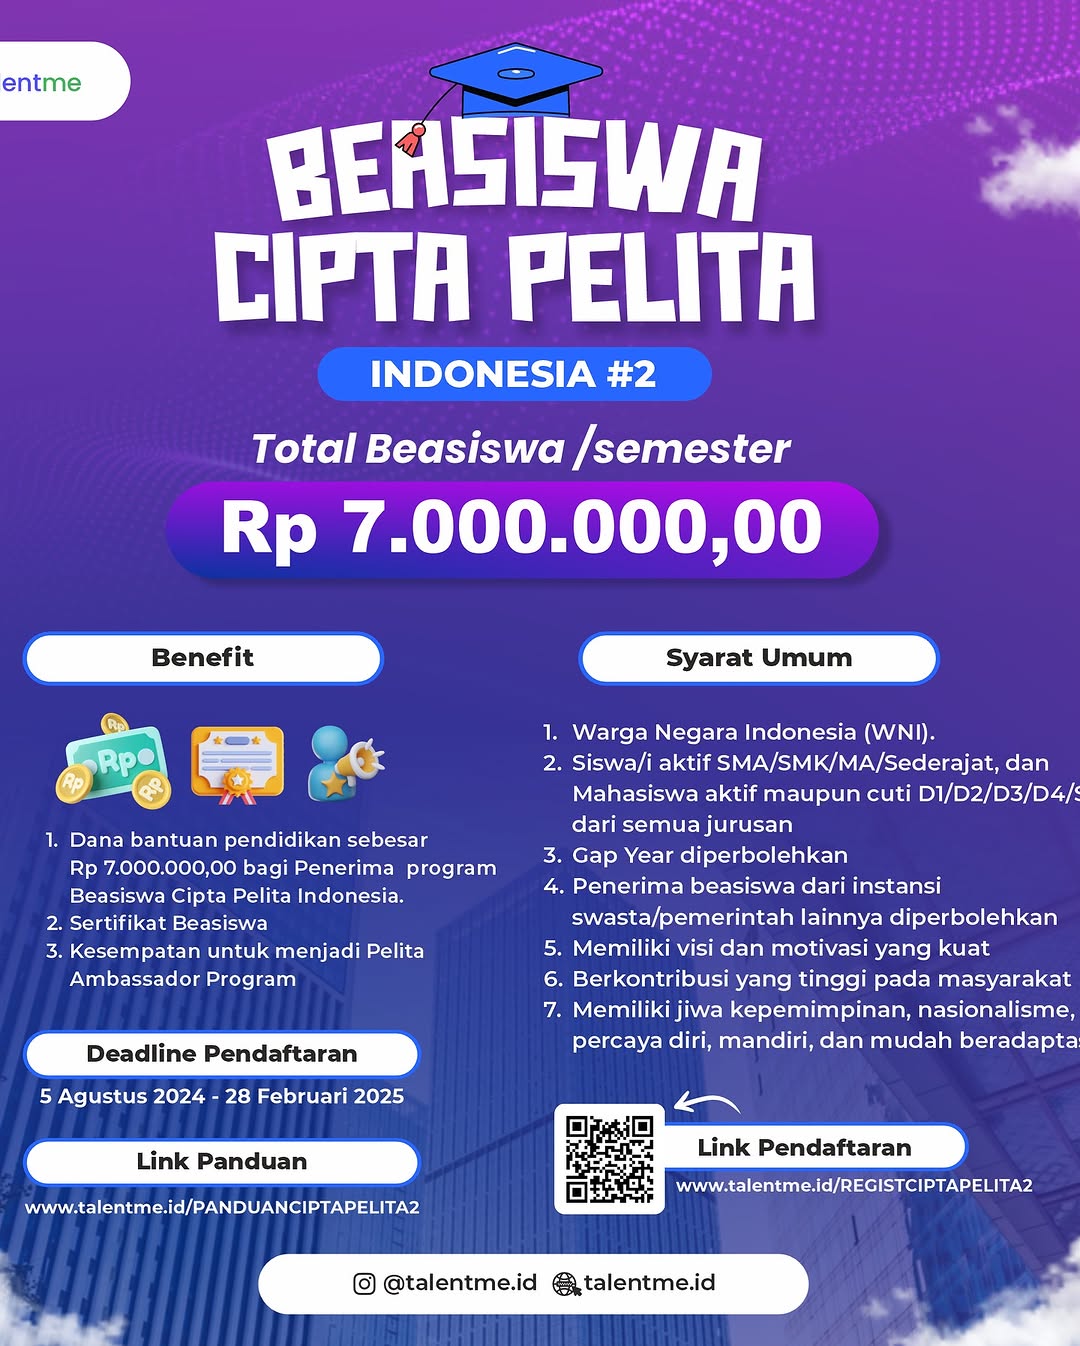 lentme
BEASISWA
CIPTA PELITA
INDONESIA #2
Total Beasiswa /semester
Rp 7.000.000,00
Benefit
Rp
Rp
Rp
Rp
1. Dana bantuan pendidikan sebesar
Rp 7.000.000,00 bagi Penerima program
Beasiswa Cipta Pelita Indonesia.
2. Sertifikat Beasiswa
3. Kesempatan untuk menjadi Pelita
Ambassador Program
Deadline Pendaftaran
5 Agustus 2024 - 28 Februari 2025
Link Panduan
www.talentme.id/PANDUANCIPTAPELITA2
Syarat Umum
1. Warga Negara Indonesia (WNI).
2. Siswa/i aktif SMA/SMK/MA/Sederajat, dan
Mahasiswa aktif maupun cuti D1/D2/D3/D4/S
dari semua jurusan
3. Gap Year diperbolehkan
4. Penerima beasiswa dari instansi
swasta/pemerintah lainnya diperbolehkan
5. Memiliki visi dan motivasi yang kuat
6. Berkontribusi yang tinggi pada masyarakat
7. Memiliki jiwa kepemimpinan, nasionalisme,
percaya diri, mandiri, dan mudah beradaptas
Link Pendaftaran
www.talentme.id/REGISTCIPTAPELITA2
@talentme.id talentme.id